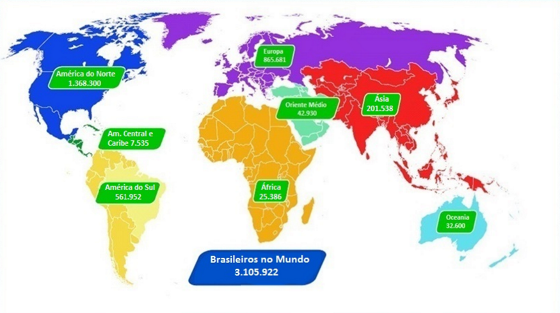 América do Norte
1.368.300
Europa
865.681
Oriente Médio
42.930
Ásia
201.538
Am. Central e
Caribe 7.535
América do Sul
561.952
África
25.386
Oceania
32.600
Brasileiros no Mundo
3.105.922